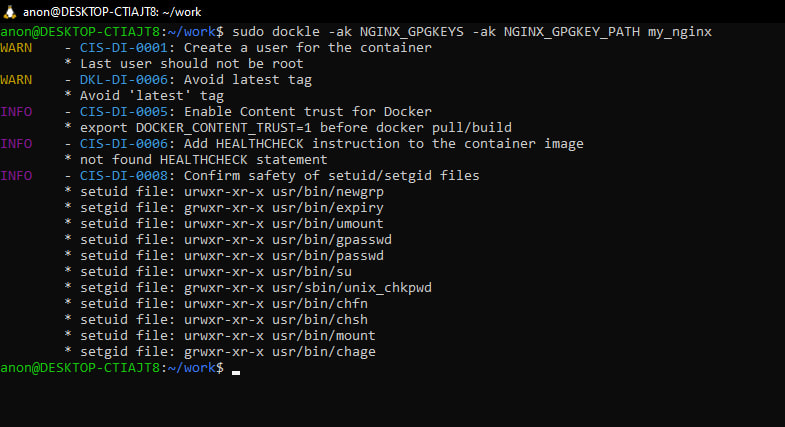 anon@DESKTOP-CTIAJT8: ~/work
anon@DESKTOP-CTIAJT8:~/work$ sudo dockle -ak NGINX_GPGKEYS -ak NGINX_GPGKEY_PATH my_nginx
WARN - CIS-DI-0001: Create a user for the container
* Last user should not be root
WARN - DKL-DI-0006: Avoid latest tag
* Avoid 'latest' tag
INFO - CIS-DI-0005: Enable Content trust for Docker
* export DOCKER_CONTENT_TRUST=1 before docker pull/build
INFO - CIS-DI-0006: Add HEALTHCHECK instruction to the container image
* not found HEALTHCHECK statement
INFO - CIS-DI-0008: Confirm safety of setuid/setgid files
* setuid file: urwxr-xr-x usr/bin/newgrp
* setgid file: grwxr-xr-x usr/bin/expiry
* setuid file: urwxr-xr-x usr/bin/umount
* setuid file: urwxr-xr-x usr/bin/gpasswd
* setuid file: urwxr-xr-x usr/bin/passwd
* setuid file: urwxr-xr-x usr/bin/su
* setgid file: grwxr-xr-x usr/sbin/unix_chkpwd
* setuid file: urwxr-xr-x usr/bin/chfn
* setuid file: urwxr-xr-x usr/bin/chsh
* setuid file: urwxr-xr-x usr/bin/mount
* setgid file: grwxr-xr-x usr/bin/chage
anon@DESKTOP-CTIAJT8:~/work$